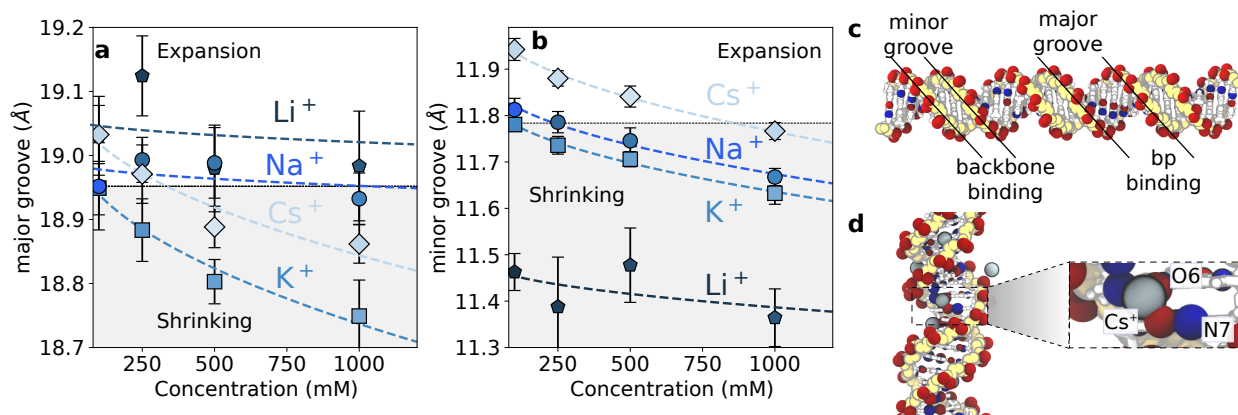 a
19.2
19.1
19.0
18.9
18.8
18.7
major groove (Å)
Expansion
Li+
Na+
Cs+
K+
Shrinking
250 500 750 1000
Concentration (mM)
b
11.9
11.8
11.7
11.6
11.5
11.4
11.3
minor groove (Å)
Expansion
Cs+
Na+
Shrinking
K+
Li+
250 500 750 1000
Concentration (mM)
c
minor
groove
major
groove
backbone
binding
bp
binding
d
O6
Cs+
N7